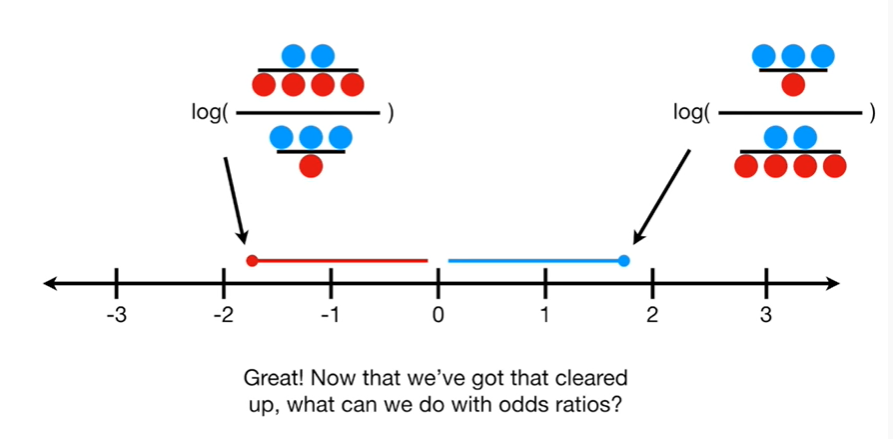 log( )
log( )
-3 -2 -1 0 1 2 3
Great! Now that we've got that cleared
up, what can we do with odds ratios?